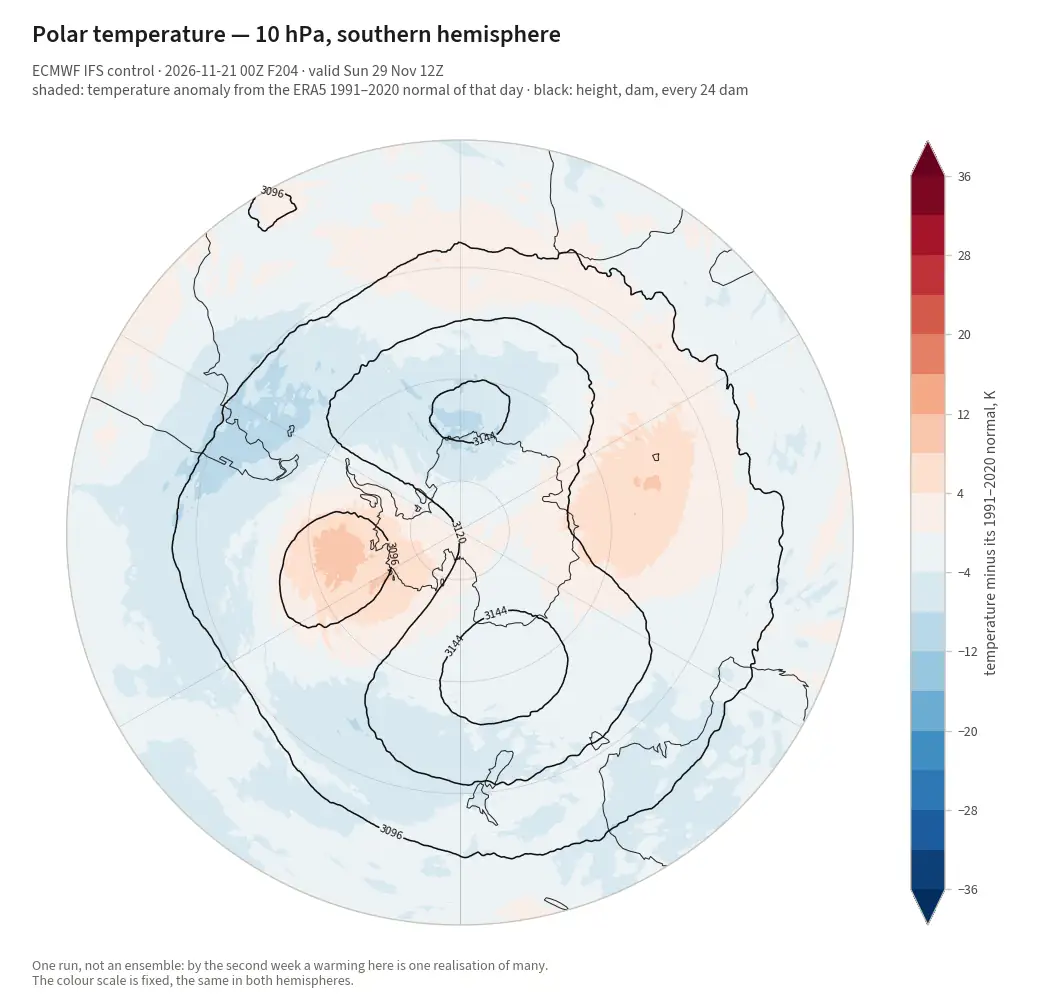 Polar temperature — 10 hPa, southern hemisphere
ECMWF IFS control · 2026-11-21 00Z F204 · valid Sun 29 Nov 12Z
shaded: temperature anomaly from the ERA5 1991–2020 normal of that day · black: height, dam, every 24 dam
3096
3144
3120
3096
3144
3144
3096
36
28
20
12
4
−4
−12
−20
−28
−36
temperature minus its 1991–2020 normal, K
One run, not an ensemble: by the second week a warming here is one realisation of many.
The colour scale is fixed, the same in both hemispheres.